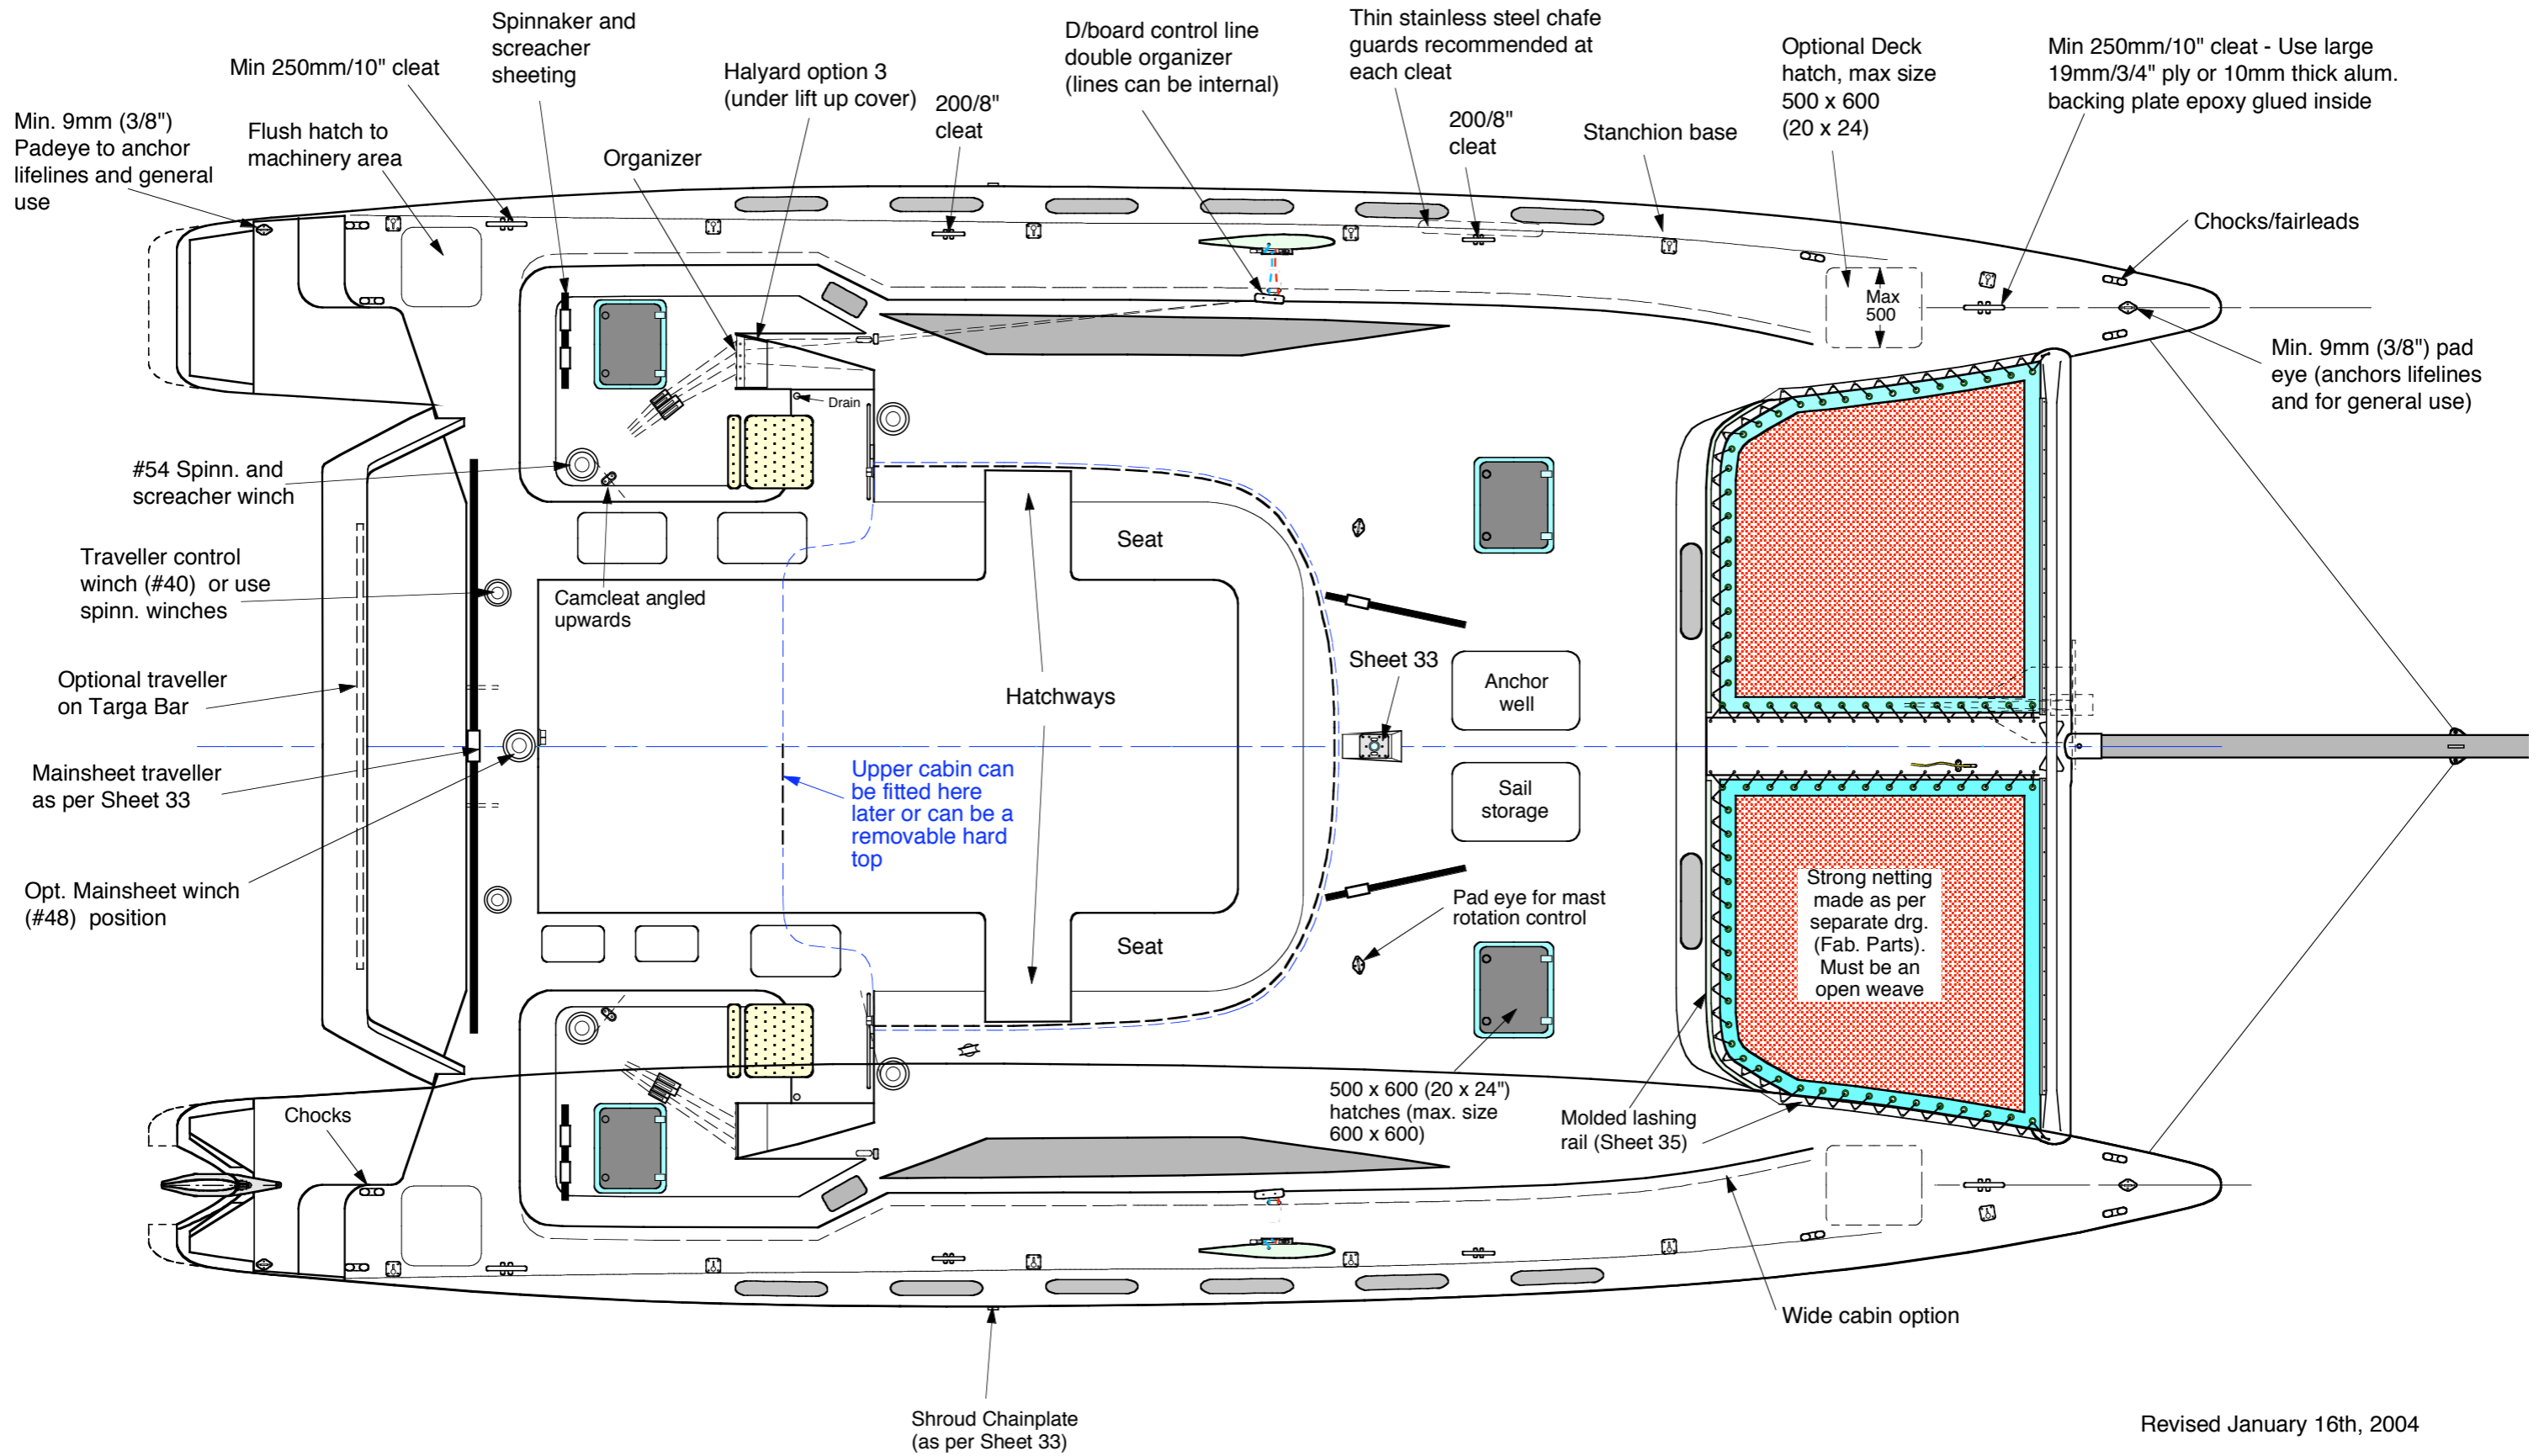 Spinnaker and
screacher
sheeting
Min 250mm/10" cleat
Halyard option 3
(under lift up cover)
D/board control line
double organizer
(lines can be internal)
Thin stainless steel chafe
guards recommended at
each cleat
Optional Deck
hatch, max size
500 x 600
(20 x 24)
Min 250mm/10" cleat - Use large
19mm/3/4" ply or 10mm thick alum.
backing plate epoxy glued inside
Min. 9mm (3/8")
Padeye to anchor
lifelines and general
use
Flush hatch to
machinery area
Organizer
200/8"
cleat
200/8"
cleat
Stanchion base
Chocks/fairleads
Max
500
Min. 9mm (3/8") pad
eye (anchors lifelines
and for general use)
Drain
#54 Spinn. and
screacher winch
Traveller control
winch (#40)  or use
spinn. winches
Camcleat angled
upwards
Seat
Optional traveller
on Targa Bar
Hatchways
Sheet 33
Anchor
well
Mainsheet traveller
as per Sheet 33
Upper cabin can
be fitted here
later or can be a
removable hard
top
Sail
storage
Opt. Mainsheet winch
(#48)  position
Seat
Pad eye for mast
rotation control
Strong netting
made as per
separate drg.
(Fab. Parts).
Must be an
open weave
Chocks
500 x 600 (20 x 24")
hatches (max. size
600 x 600)
Molded lashing
rail (Sheet 35)
Wide cabin option
Shroud Chainplate
(as per Sheet 33)
Revised January 16th, 2004